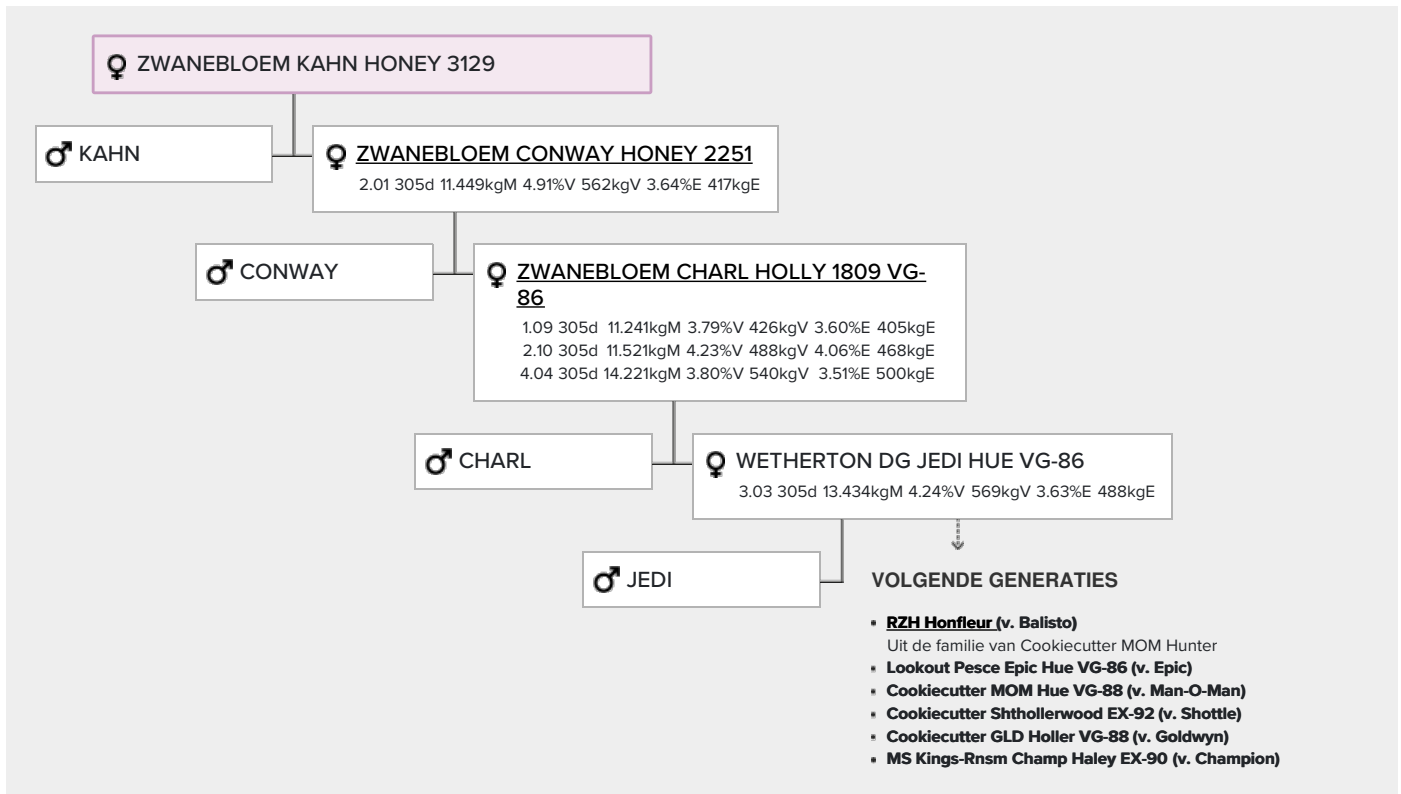 ZWANEBLOEM KAHN HONEY 3129
KAHN
ZWANEBLOEM CONWAY HONEY 2251
2.01 305d 11.449kgM 4.91%V 562kgV 3.64%E 417kgE
CONWAY
ZWANEBLOEM CHARL HOLLY 1809 VG-
86
1.09 305d 11.241kgM 3.79%V 426kgV 3.60%E 405kgE
2.10 305d 11.521kgM 4.23%V 488kgV 4.06%E 468kgE
4.04 305d 14.221kgM 3.80%V 540kgV 3.51%E 500kgE
CHARL
WETHERTON DG JEDI HUE VG-86
3.03 305d 13.434kgM 4.24%V 569kgV 3.63%E 488kgE
JEDI
VOLGENDE GENERATIES
• RZH Honfleur (v. Balisto)
Uit de familie van Cookiecutter MOM Hunter
• Lookout Pesce Epic Hue VG-86 (v. Epic)
• Cookiecutter MOM Hue VG-88 (v. Man-O-Man)
• Cookiecutter Shthollerwood EX-92 (v. Shottle)
• Cookiecutter GLD Holler VG-88 (v. Goldwyn)
• MS Kings-Rnsm Champ Haley EX-90 (v. Champion)